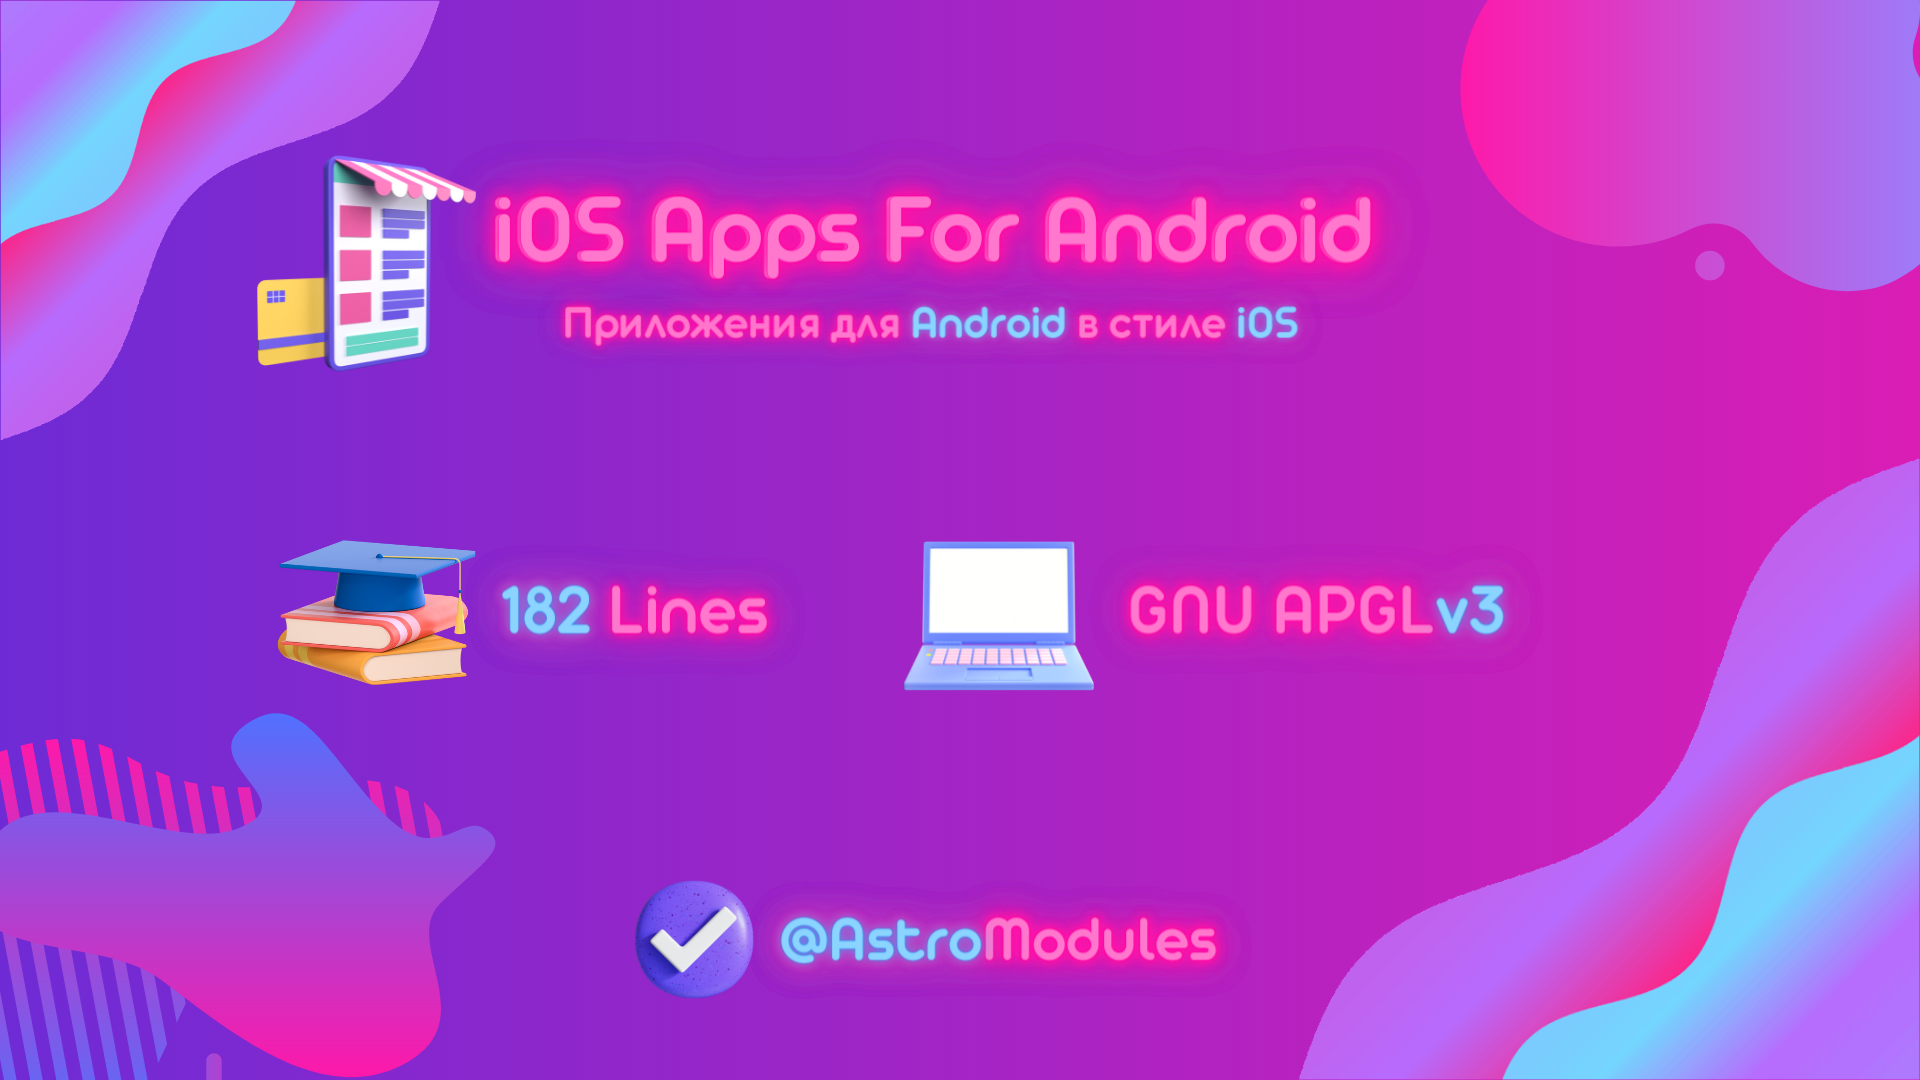 iOS Apps For Android
Приложения для Android в стиле iOS
182 Lines
GNU APGLv3
@AstroModules